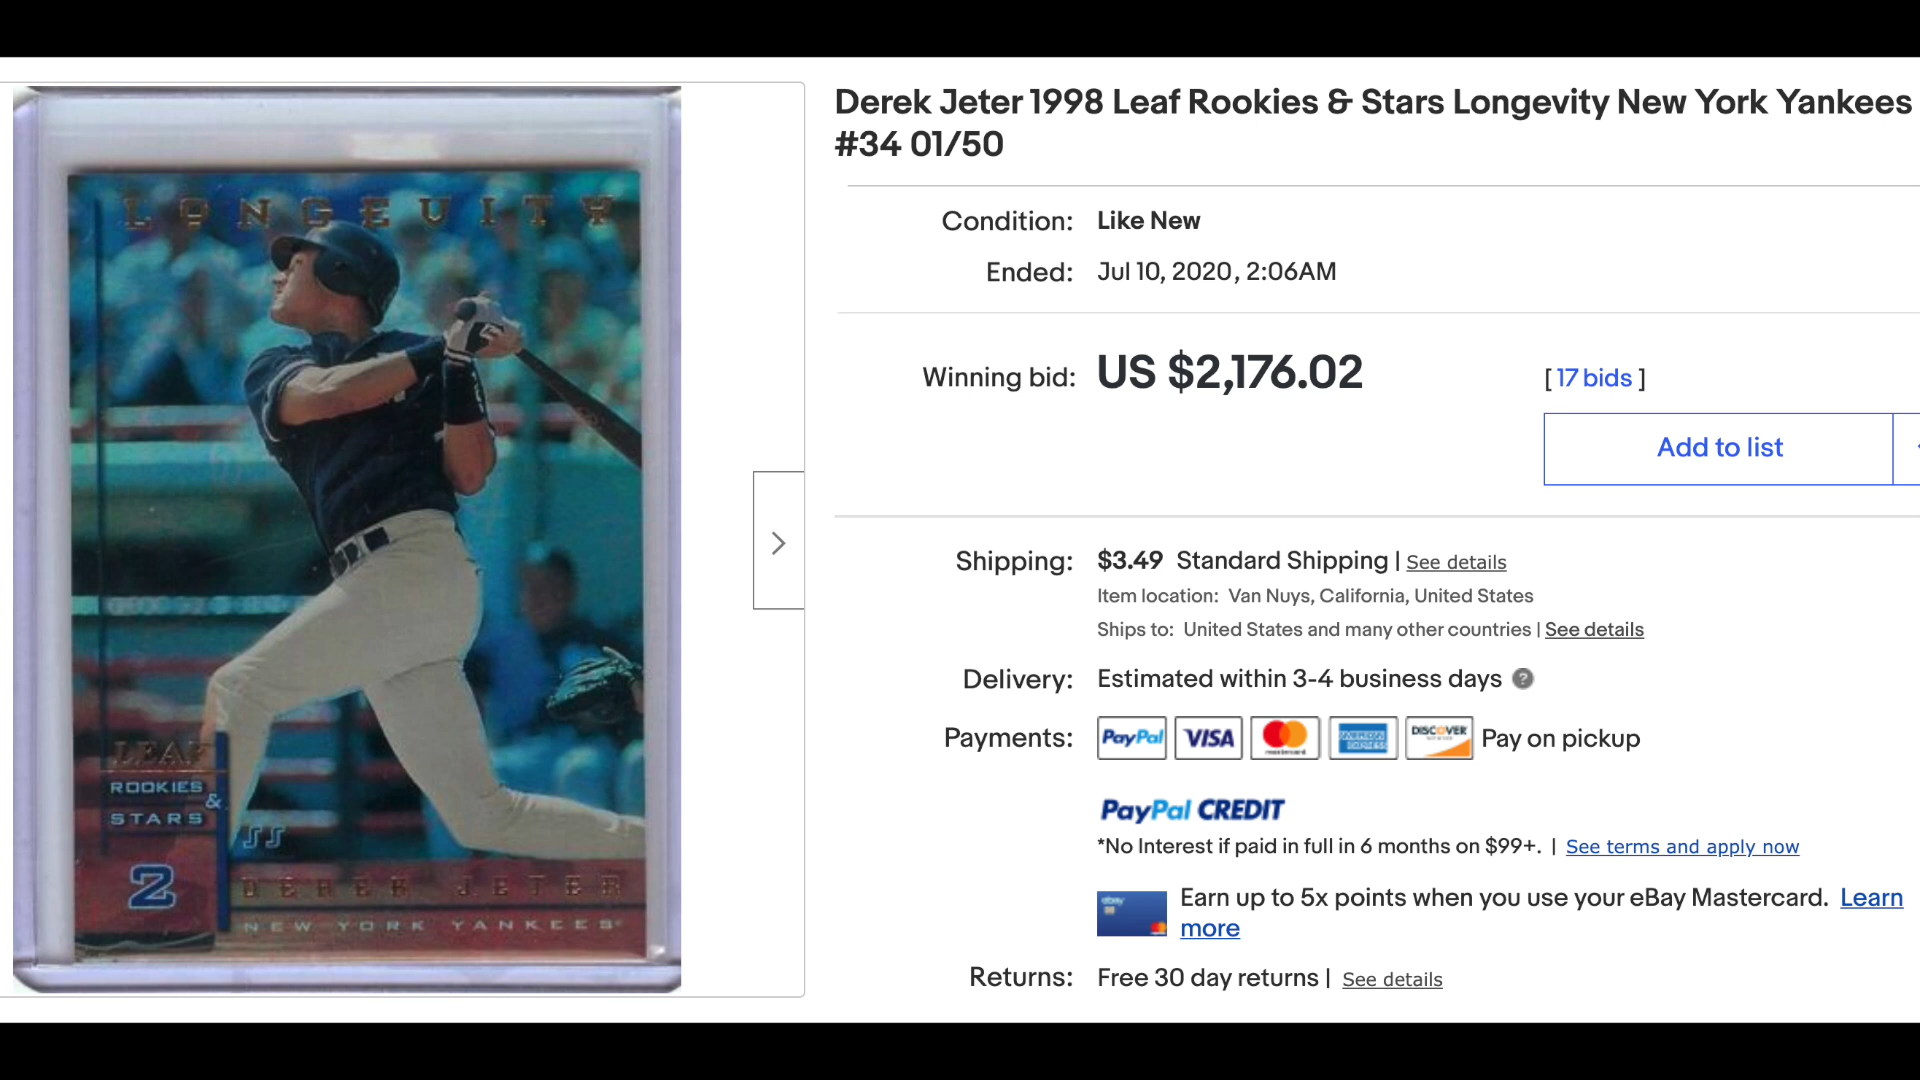 LONGEVITY
LEAF
ROOKIES
&
STARS
SS
2
DEREK JETER
NEW YORK YANKEES
Derek Jeter 1998 Leaf Rookies & Stars Longevity New York Yankees
#34 01/50
Condition: Like New
Ended: Jul 10, 2020, 2:06AM
Winning bid: US $2,176.02 [ 17 bids ]
Add to list
Shipping: $3.49 Standard Shipping | See details
Item location: Van Nuys, California, United States
Ships to: United States and many other countries | See details
Delivery: Estimated within 3-4 business days ?
Payments: PayPal VISA mastercard AMERICAN EXPRESS DISCOVER Pay on pickup
PayPal CREDIT
*No Interest if paid in full in 6 months on $99+. | See terms and apply now
ebay
Earn up to 5x points when you use your eBay Mastercard. Learn
more
Returns: Free 30 day returns | See details